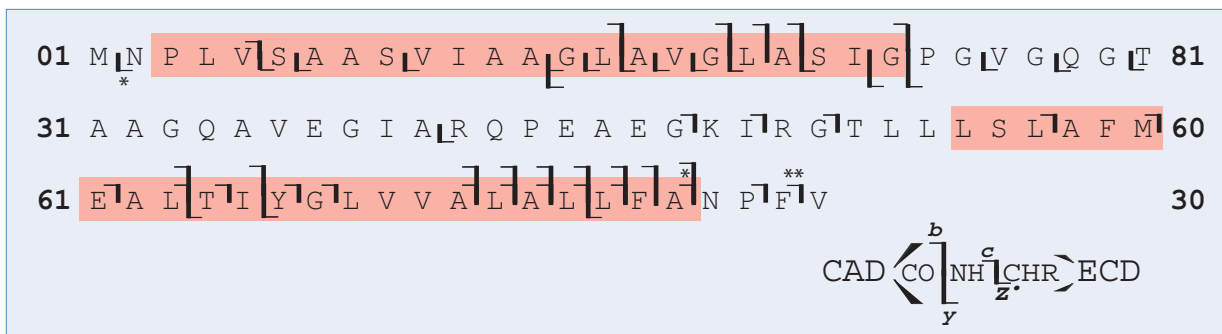 01 M N P L V S A A S V I A A G L A V G L A S I G P G V G Q G T 81
*
31 A A G Q A V E G I A R Q P E A E G K I R G T L L L S L A F M 60
* **
61 E A L T I Y G L V V A L A L L F A N P F V 30
b c
CAD CO NH CHR ECD
z•
y